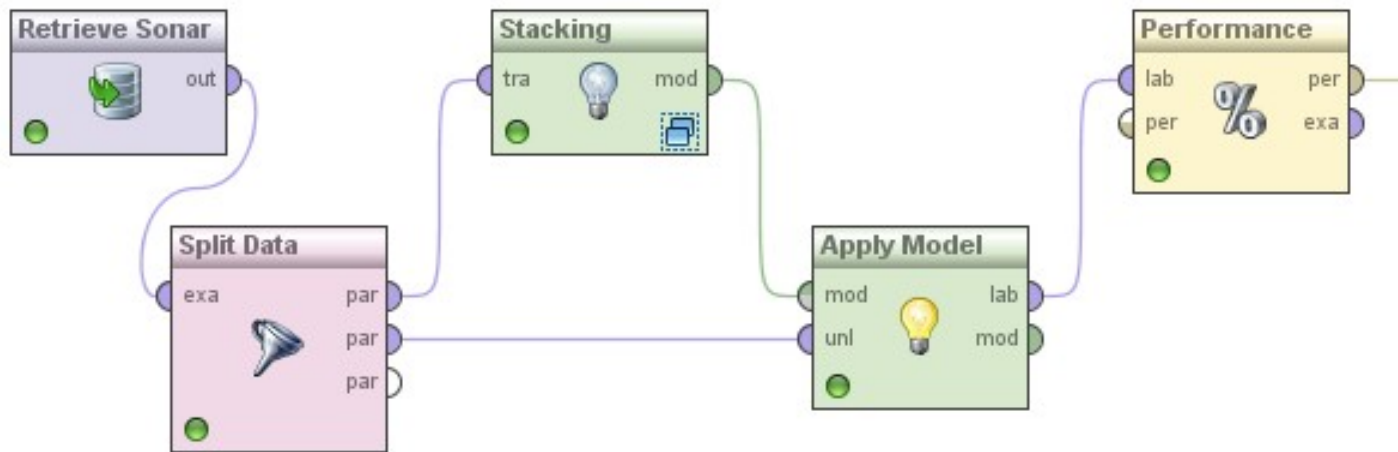 Retrieve Sonar
out
Stacking
tra
mod
Performance
lab
per
per
exa
Split Data
exa
par
par
par
Apply Model
mod
lab
unl
mod